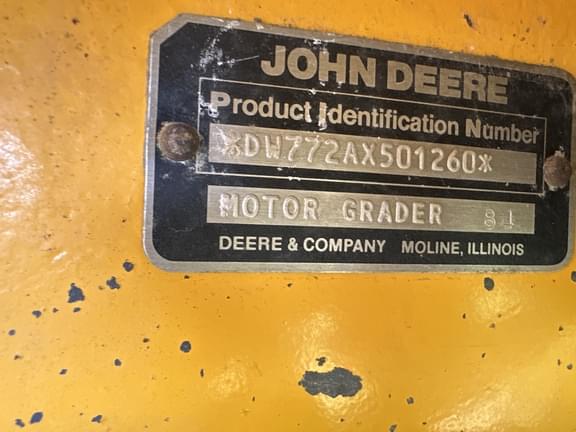 JOHN DEERE
Product Identification Number
*DW772AX501260*
MOTOR GRADER 81
DEERE & COMPANY MOLINE, ILLINOIS